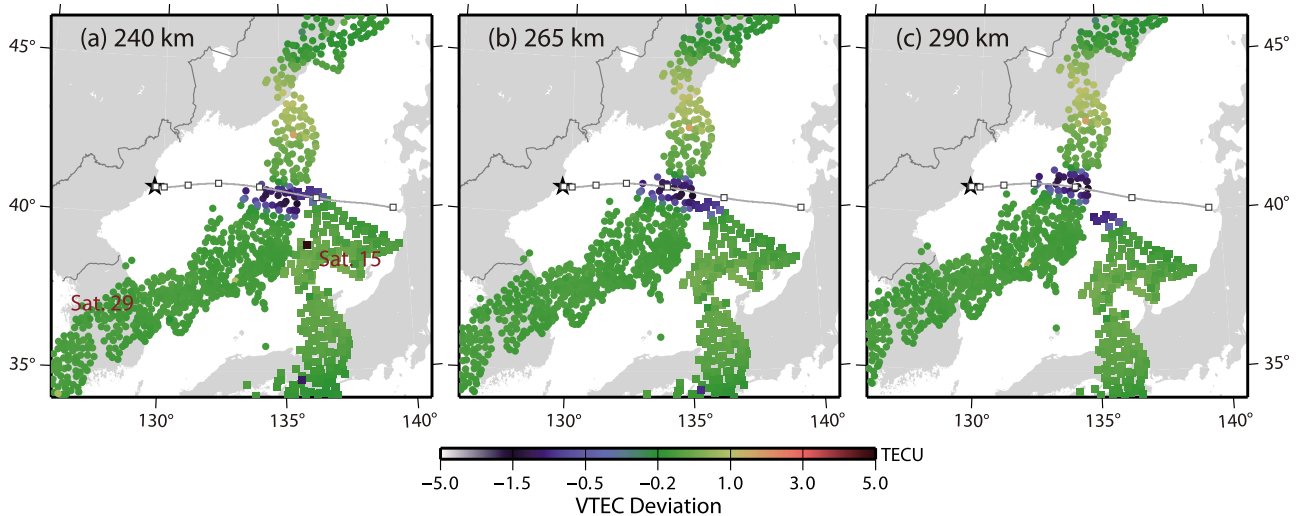 (a) 240 km (b) 265 km (c) 290 km
45° 45°
40° 40°
Sat. 15
Sat. 29
35° 35°
130° 135° 140° 130° 135° 140° 130° 135° 140°
TECU
−5.0 −1.5 −0.5 −0.2 1.0 3.0 5.0
VTEC Deviation